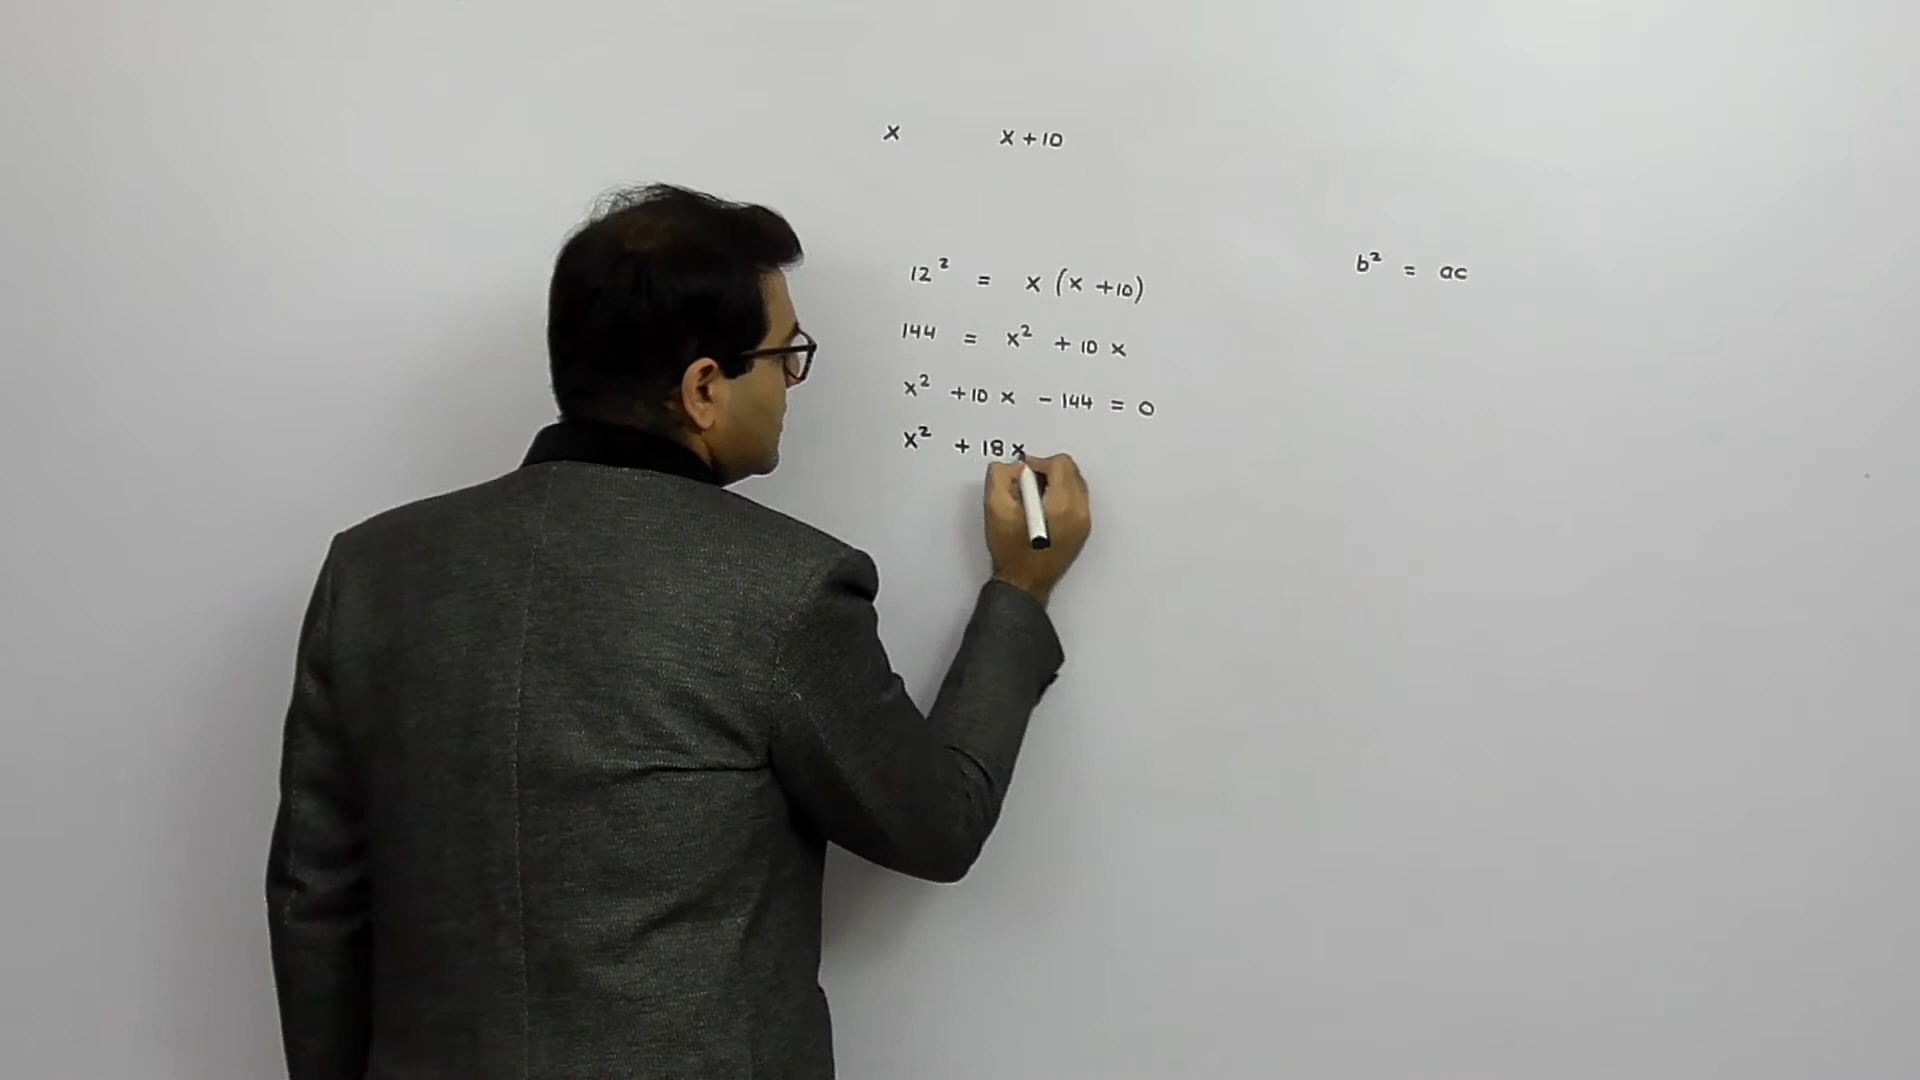 x x + 10
12² = x (x + 10)
b² = ac
144 = x² + 10 x
x² + 10 x - 144 = 0
x² + 18 x